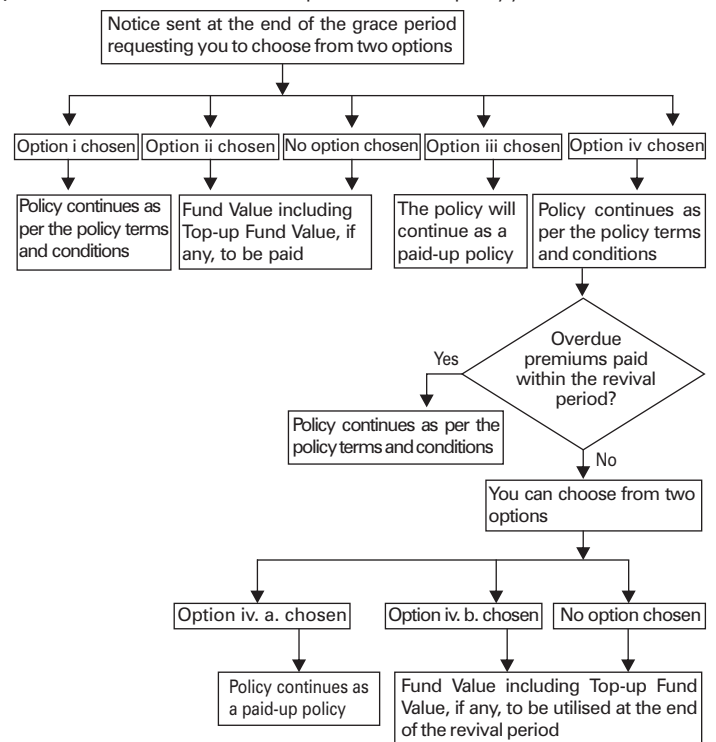 Notice sent at the end of the grace period
requesting you to choose from two options
Option i chosen
Option ii chosen
No option chosen
Option iii chosen
Option iv chosen
Policy continues as
per the policy terms
and conditions
Fund Value including
Top-up Fund Value, if
any, to be paid
The policy will
continue as a
paid-up policy
Policy continues as
per the policy terms
and conditions
Overdue
premiums paid
within the revival
period?
Yes
Policy continues as per the
policy terms and conditions
No
You can choose from two
options
Option iv. a. chosen
Option iv. b. chosen
No option chosen
Policy continues as
a paid-up policy
Fund Value including Top-up Fund
Value, if any, to be utilised at the end
of the revival period